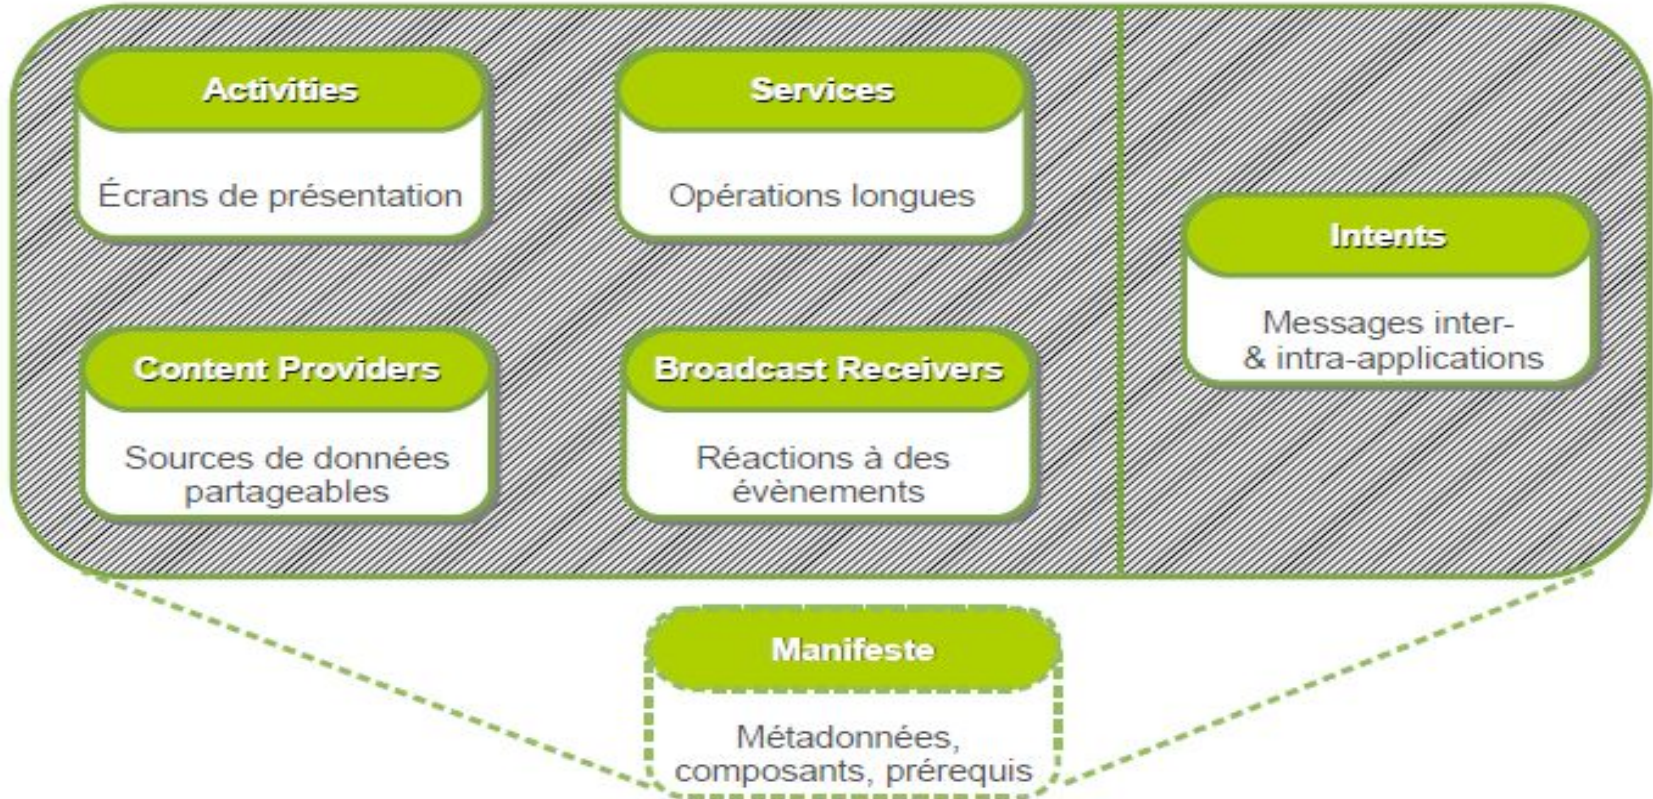 Activities
Écrans de présentation
Services
Opérations longues
Content Providers
Sources de données
partageables
Broadcast Receivers
Réactions à des
évènements
Intents
Messages inter-
& intra-applications
Manifeste
Métadonnées,
composants, prérequis